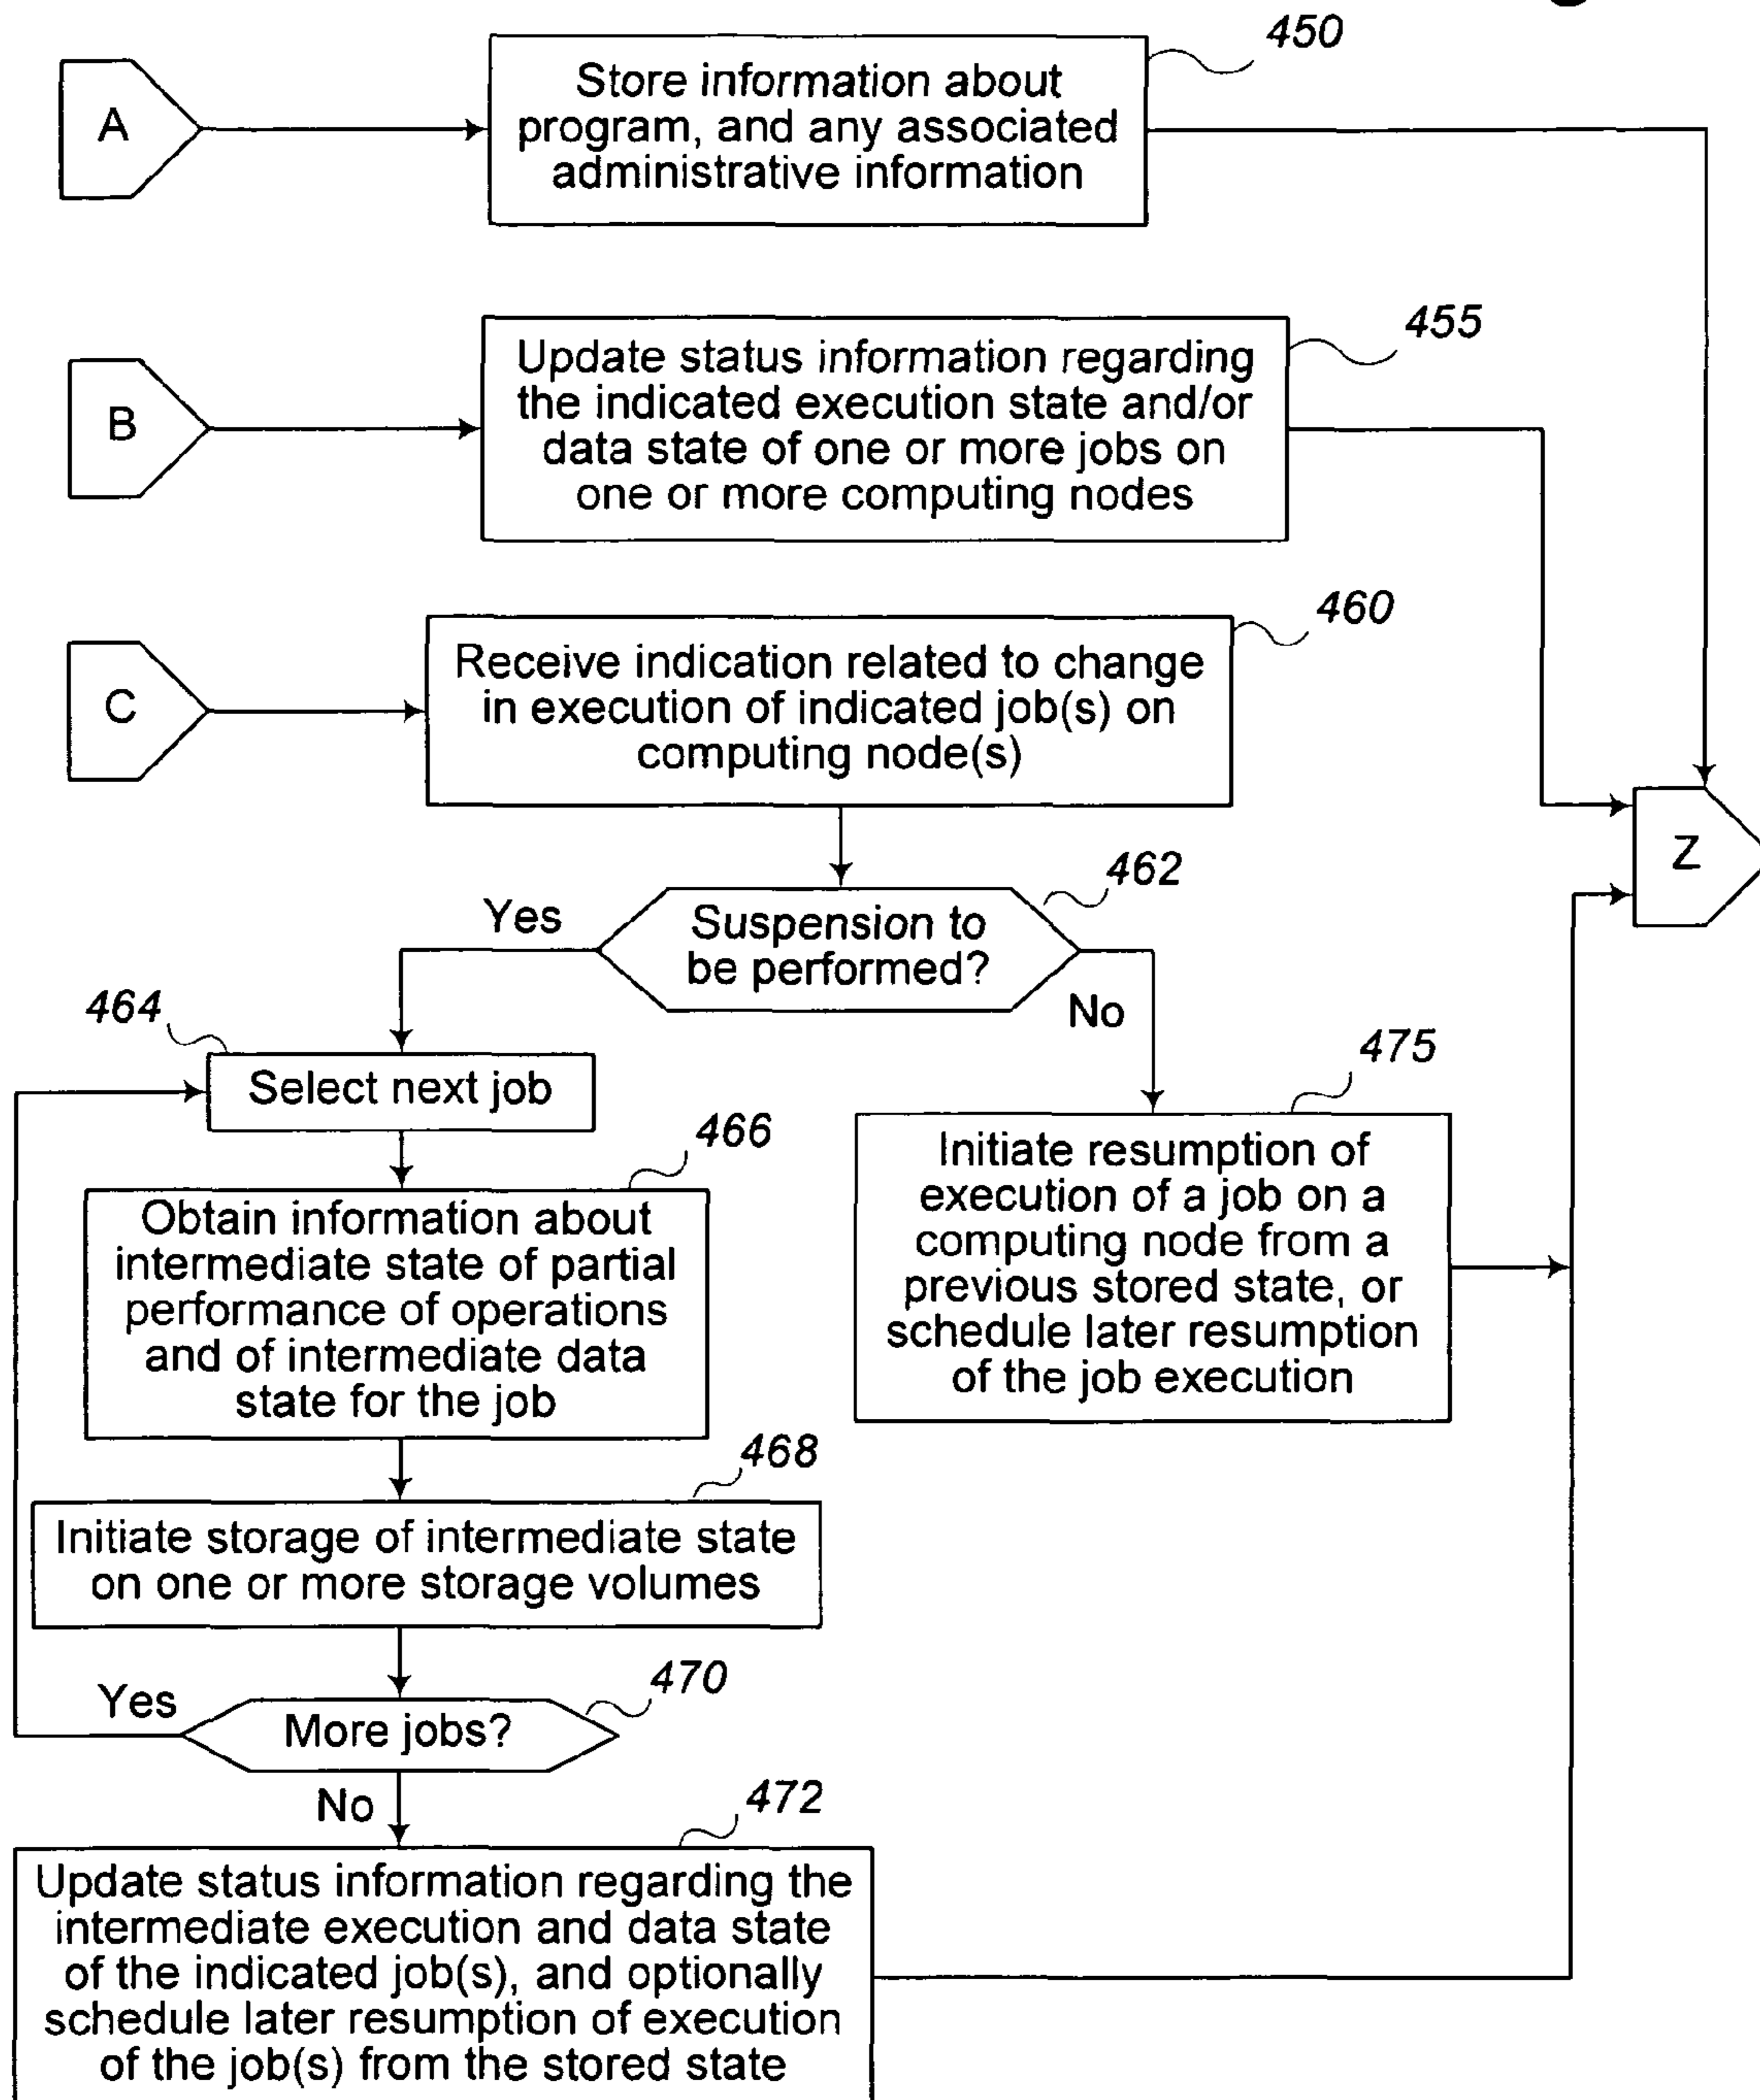 450
A
Store information about
program, and any associated
administrative information
455
B
Update status information regarding
the indicated execution state and/or
data state of one or more jobs on
one or more computing nodes
460
C
Receive indication related to change
in execution of indicated job(s) on
computing node(s)
Z
462
Yes
Suspension to
be performed?
No
464
Select next job
475
466
Initiate resumption of
execution of a job on a
computing node from a
previous stored state, or
schedule later resumption
of the job execution
Obtain information about
intermediate state of partial
performance of operations
and of intermediate data
state for the job
468
Initiate storage of intermediate state
on one or more storage volumes
470
Yes
More jobs?
No
472
Update status information regarding the
intermediate execution and data state
of the indicated job(s), and optionally
schedule later resumption of execution
of the job(s) from the stored state